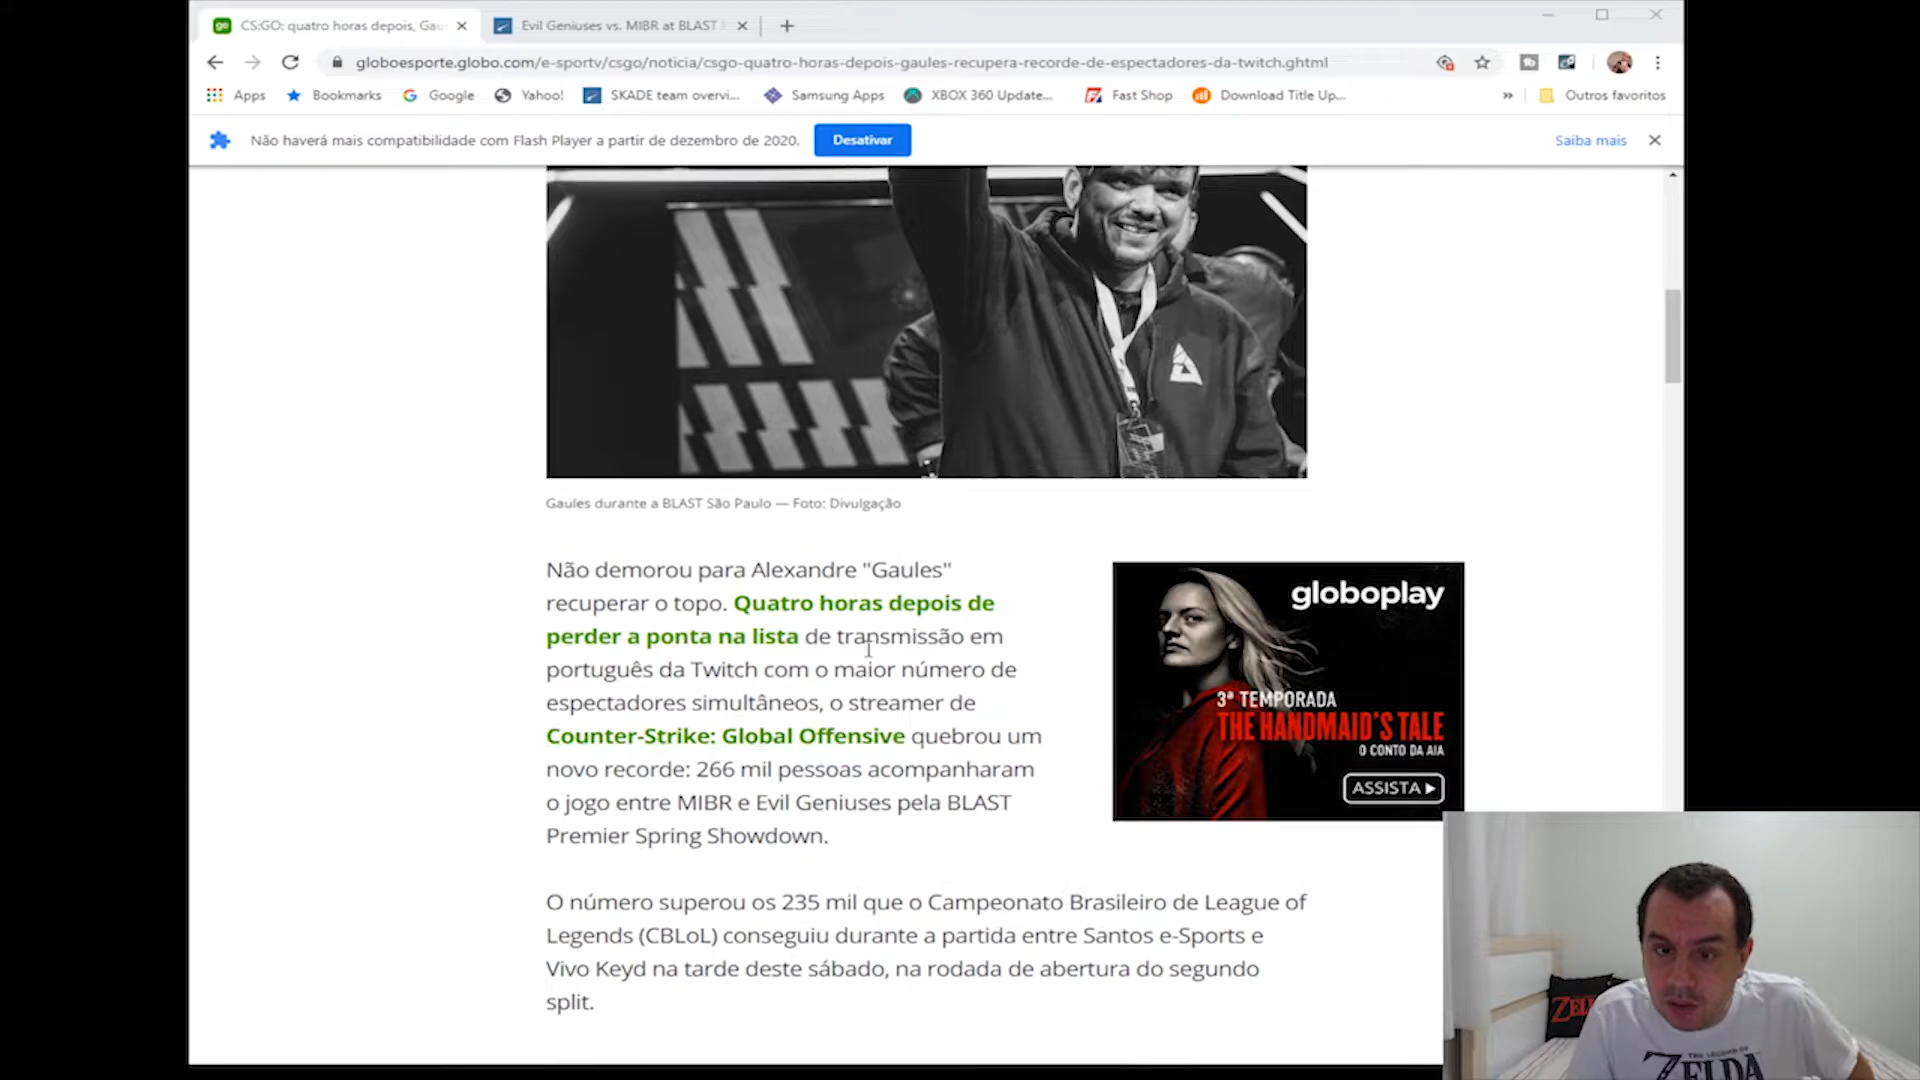 CS:GO: quatro horas depois, Gau
Evil Geniuses vs. MIBR at BLAST
globoesporte.globo.com/e-sportv/csgo/noticia/csgo-quatro-horas-depois-gaules-recupera-recorde-de-espectadores-da-twitch.ghtml
Apps
Bookmarks
Google
Yahoo!
SKADE team overvi...
Samsung Apps
XBOX 360 Update...
Fast Shop
Download Title Up...
»
Outros favoritos
Não haverá mais compatibilidade com Flash Player a partir de dezembro de 2020.
Desativar
Saiba mais
Gaules durante a BLAST São Paulo — Foto: Divulgação
Não demorou para Alexandre "Gaules"
recuperar o topo. Quatro horas depois de
perder a ponta na lista de transmissão em
português da Twitch com o maior número de
espectadores simultâneos, o streamer de
Counter-Strike: Global Offensive quebrou um
novo recorde: 266 mil pessoas acompanharam
o jogo entre MIBR e Evil Geniuses pela BLAST
Premier Spring Showdown.
globoplay
3ª TEMPORADA
THE HANDMAID'S TALE
O CONTO DA AIA
ASSISTA
O número superou os 235 mil que o Campeonato Brasileiro de League of
Legends (CBLoL) conseguiu durante a partida entre Santos e-Sports e
Vivo Keyd na tarde deste sábado, na rodada de abertura do segundo
split.
THE LEGEND OF
ZELDA